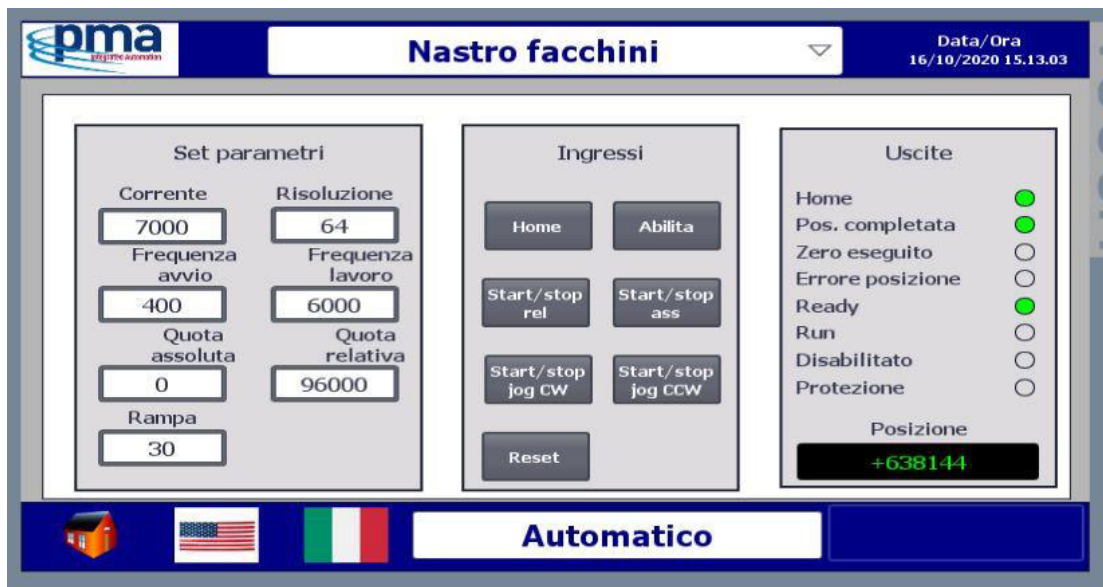 pma
integrated automation
Nastro facchini
Data/Ora
16/10/2020 15.13.03
Set parametri
Corrente
Risoluzione
7000
64
Frequenza
avvio
Frequenza
lavoro
400
6000
Quota
assoluta
Quota
relativa
0
96000
Rampa
30
Ingressi
Home
Abilita
Start/stop
rel
Start/stop
ass
Start/stop
jog CW
Start/stop
jog CCW
Reset
Uscite
Home
Pos. completata
Zero eseguito
Errore posizione
Ready
Run
Disabilitato
Protezione
Posizione
+638144
Automatico